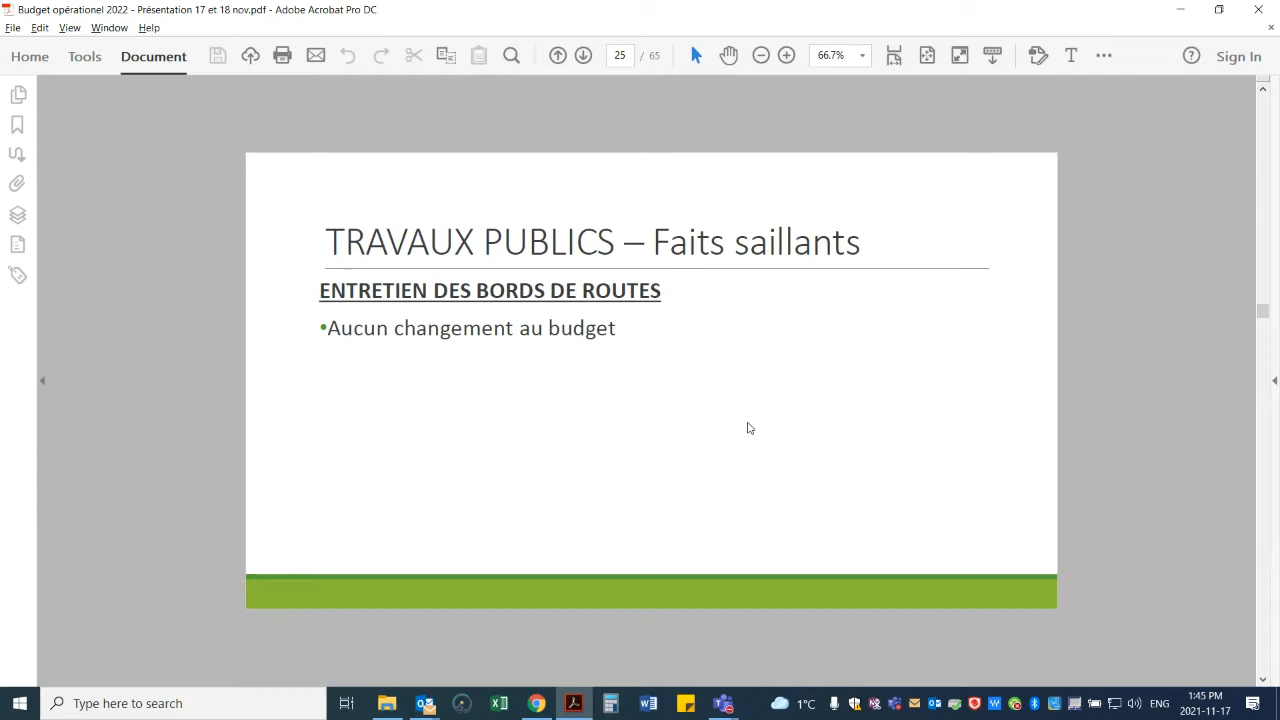 Budget opérationel 2022 - Présentation 17 et 18 nov.pdf - Adobe Acrobat Pro DC
File Edit View Window Help
Home Tools Document 25 / 65 66.7% Sign In
TRAVAUX PUBLICS – Faits saillants
ENTRETIEN DES BORDS DE ROUTES
•Aucun changement au budget
Type here to search 1°C ENG 1:45 PM
2021-11-17